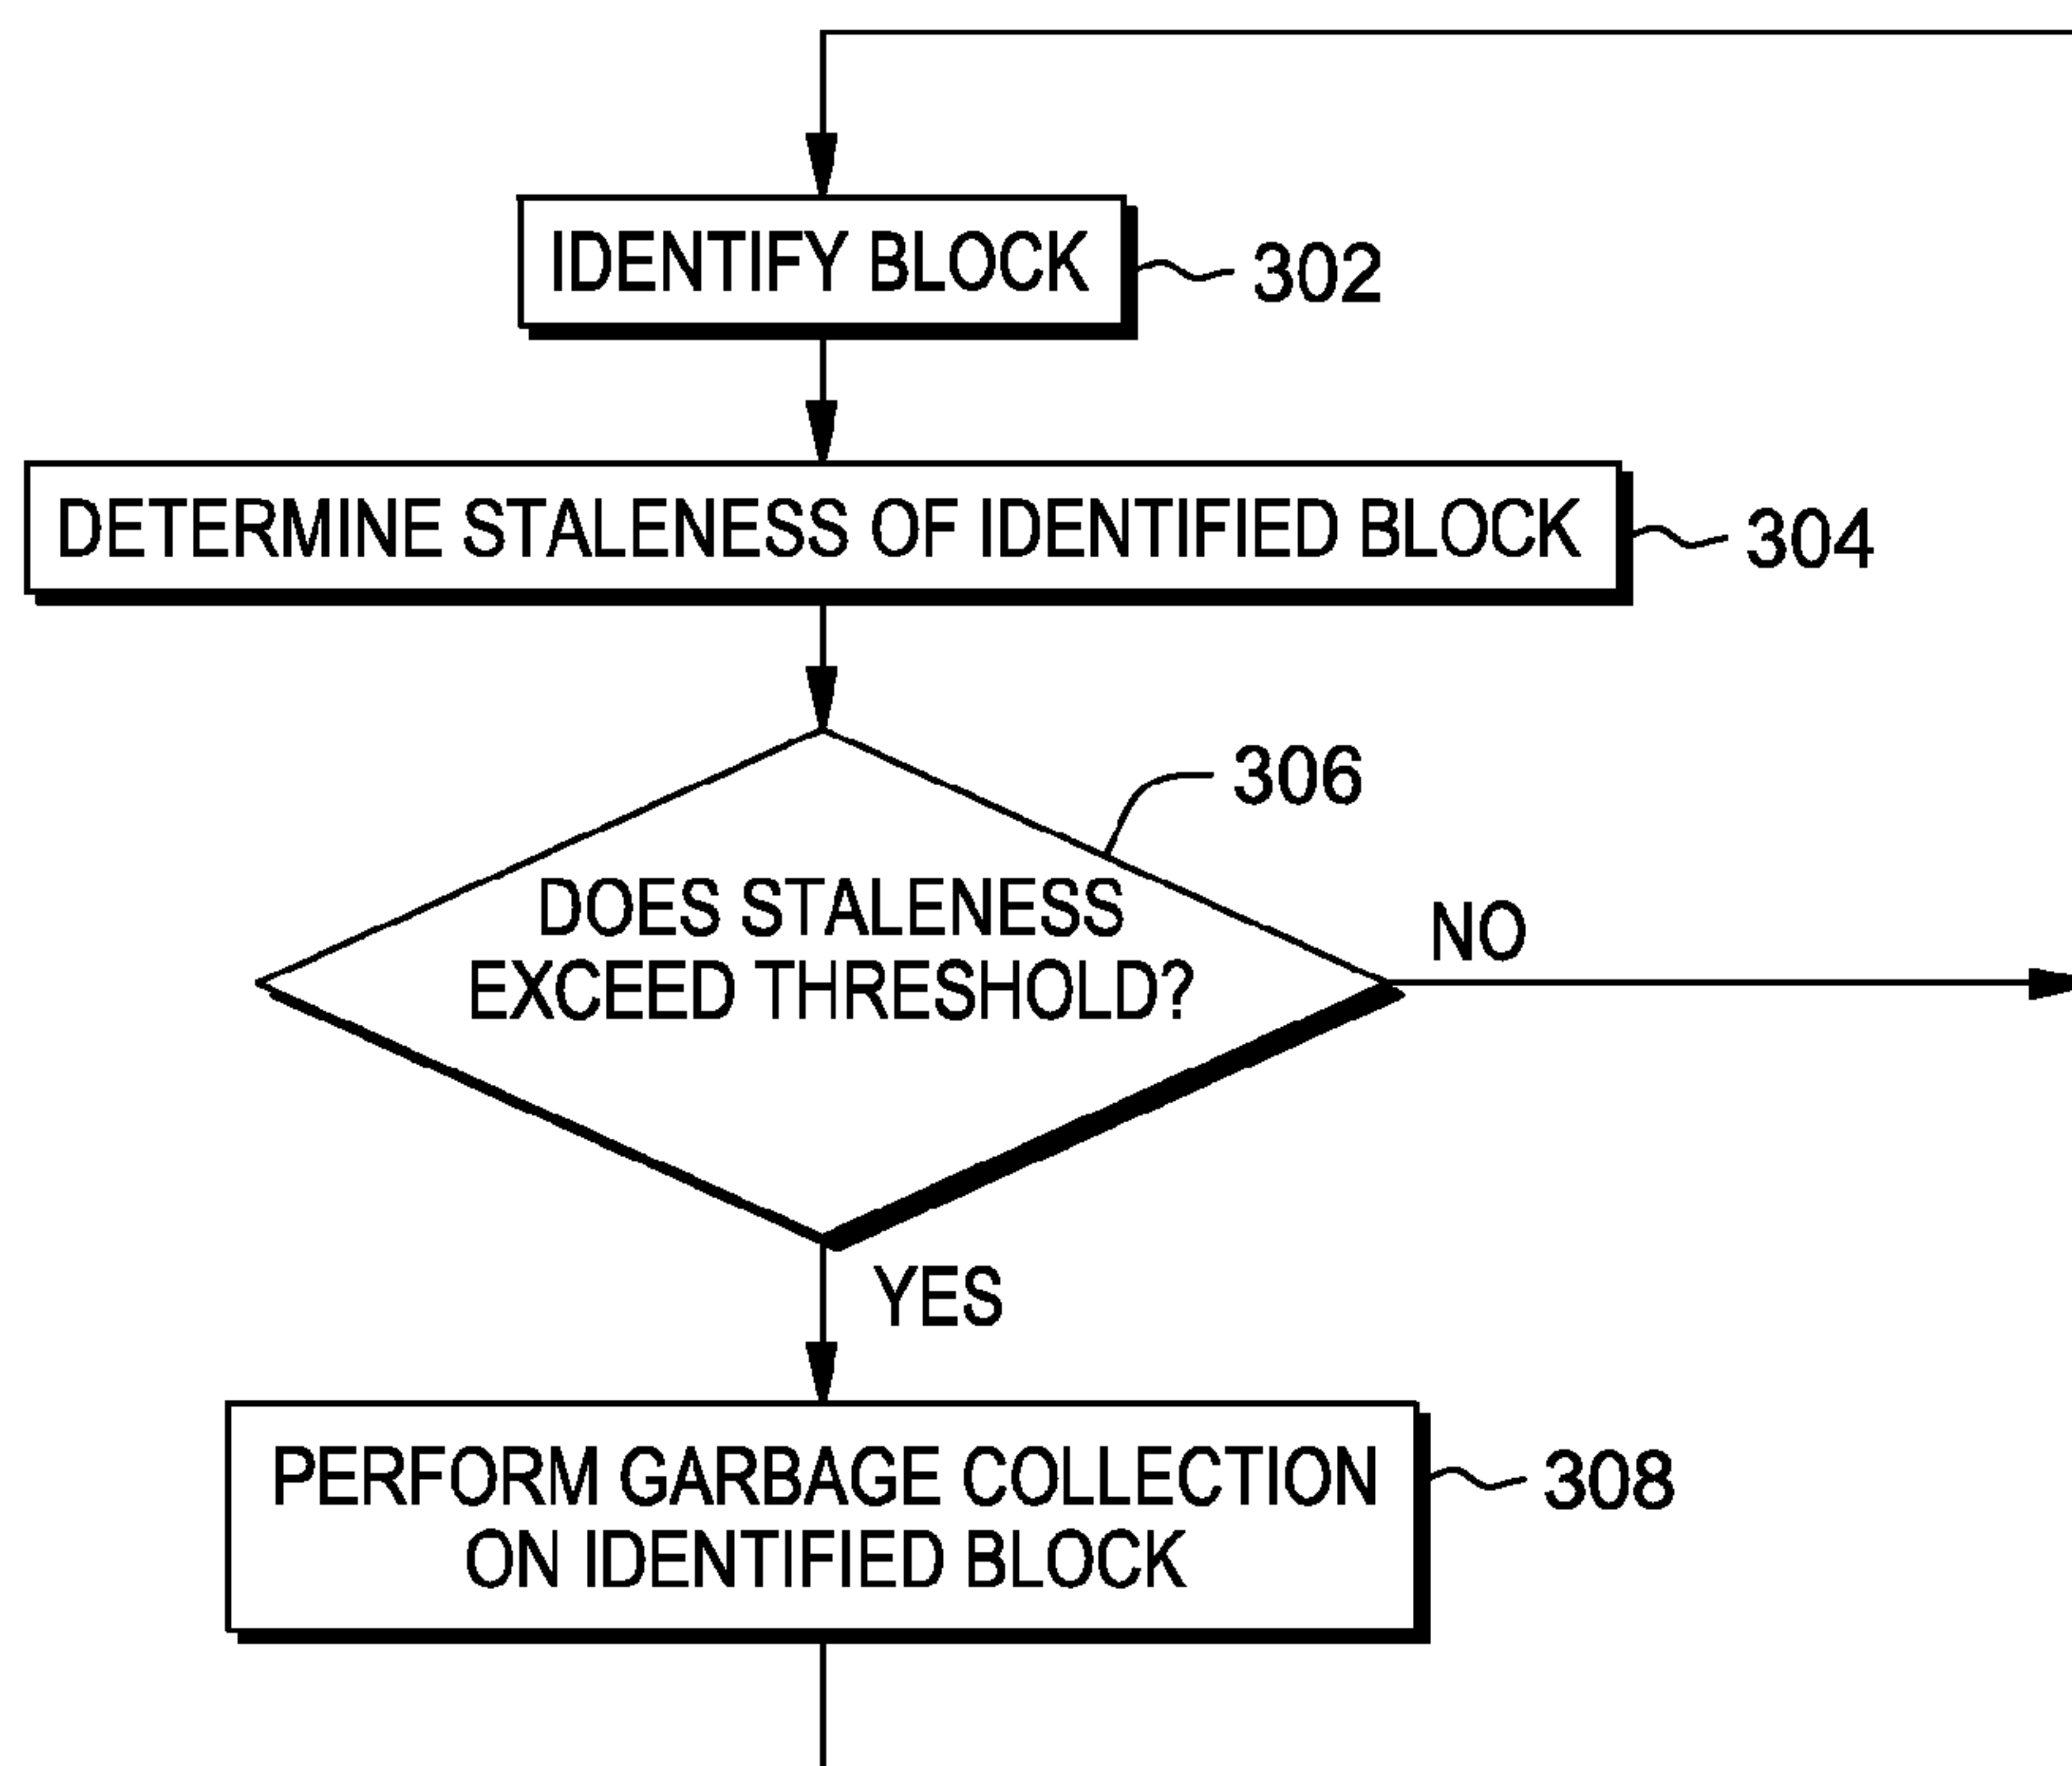 IDENTIFY BLOCK
302
DETERMINE STALENESS OF IDENTIFIED BLOCK
304
306
DOES STALENESS
EXCEED THRESHOLD?
NO
YES
PERFORM GARBAGE COLLECTION
ON IDENTIFIED BLOCK
308